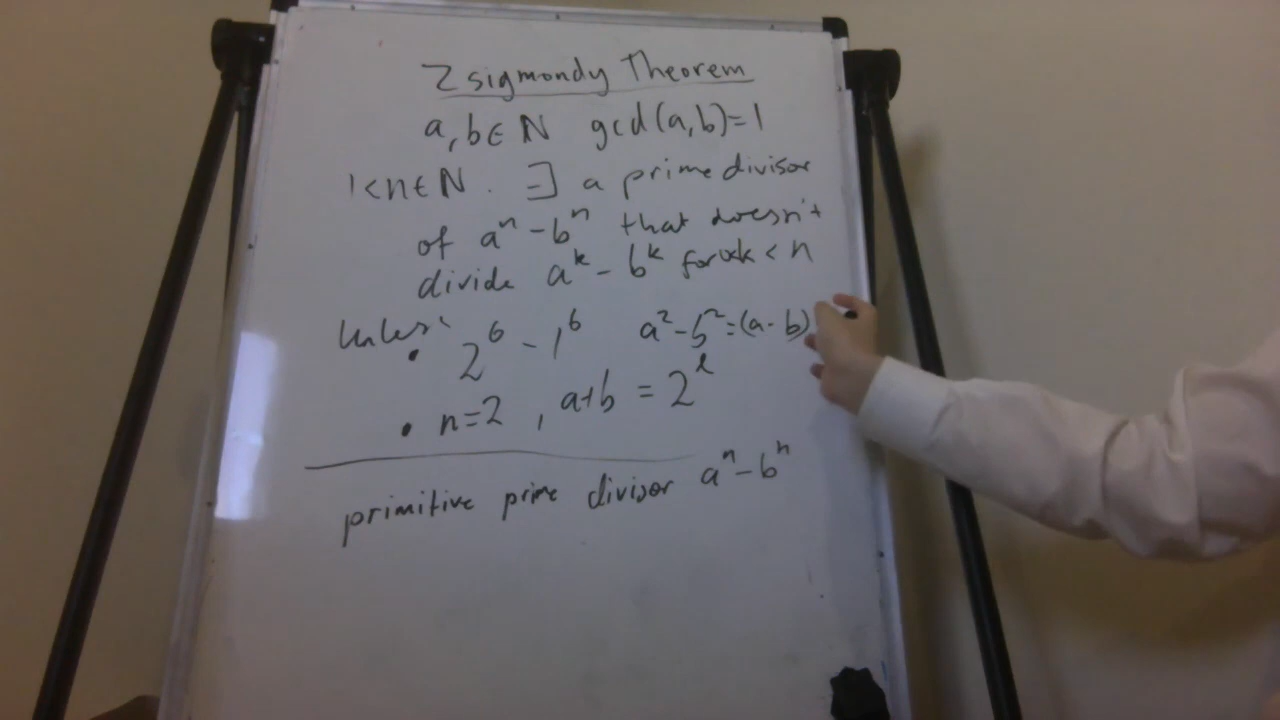 Zsigmondy Theorem
a, b ∈ N gcd(a,b)=1
1<n∈N . ∃ a prime divisor
of aⁿ - bⁿ that doesn't
divide aᵏ - bᵏ for k < n
Unless:
• 2⁶ - 1⁶ a² - b² = (a - b)
• n=2 , a+b = 2ˡ
primitive prime divisor aⁿ - bⁿ